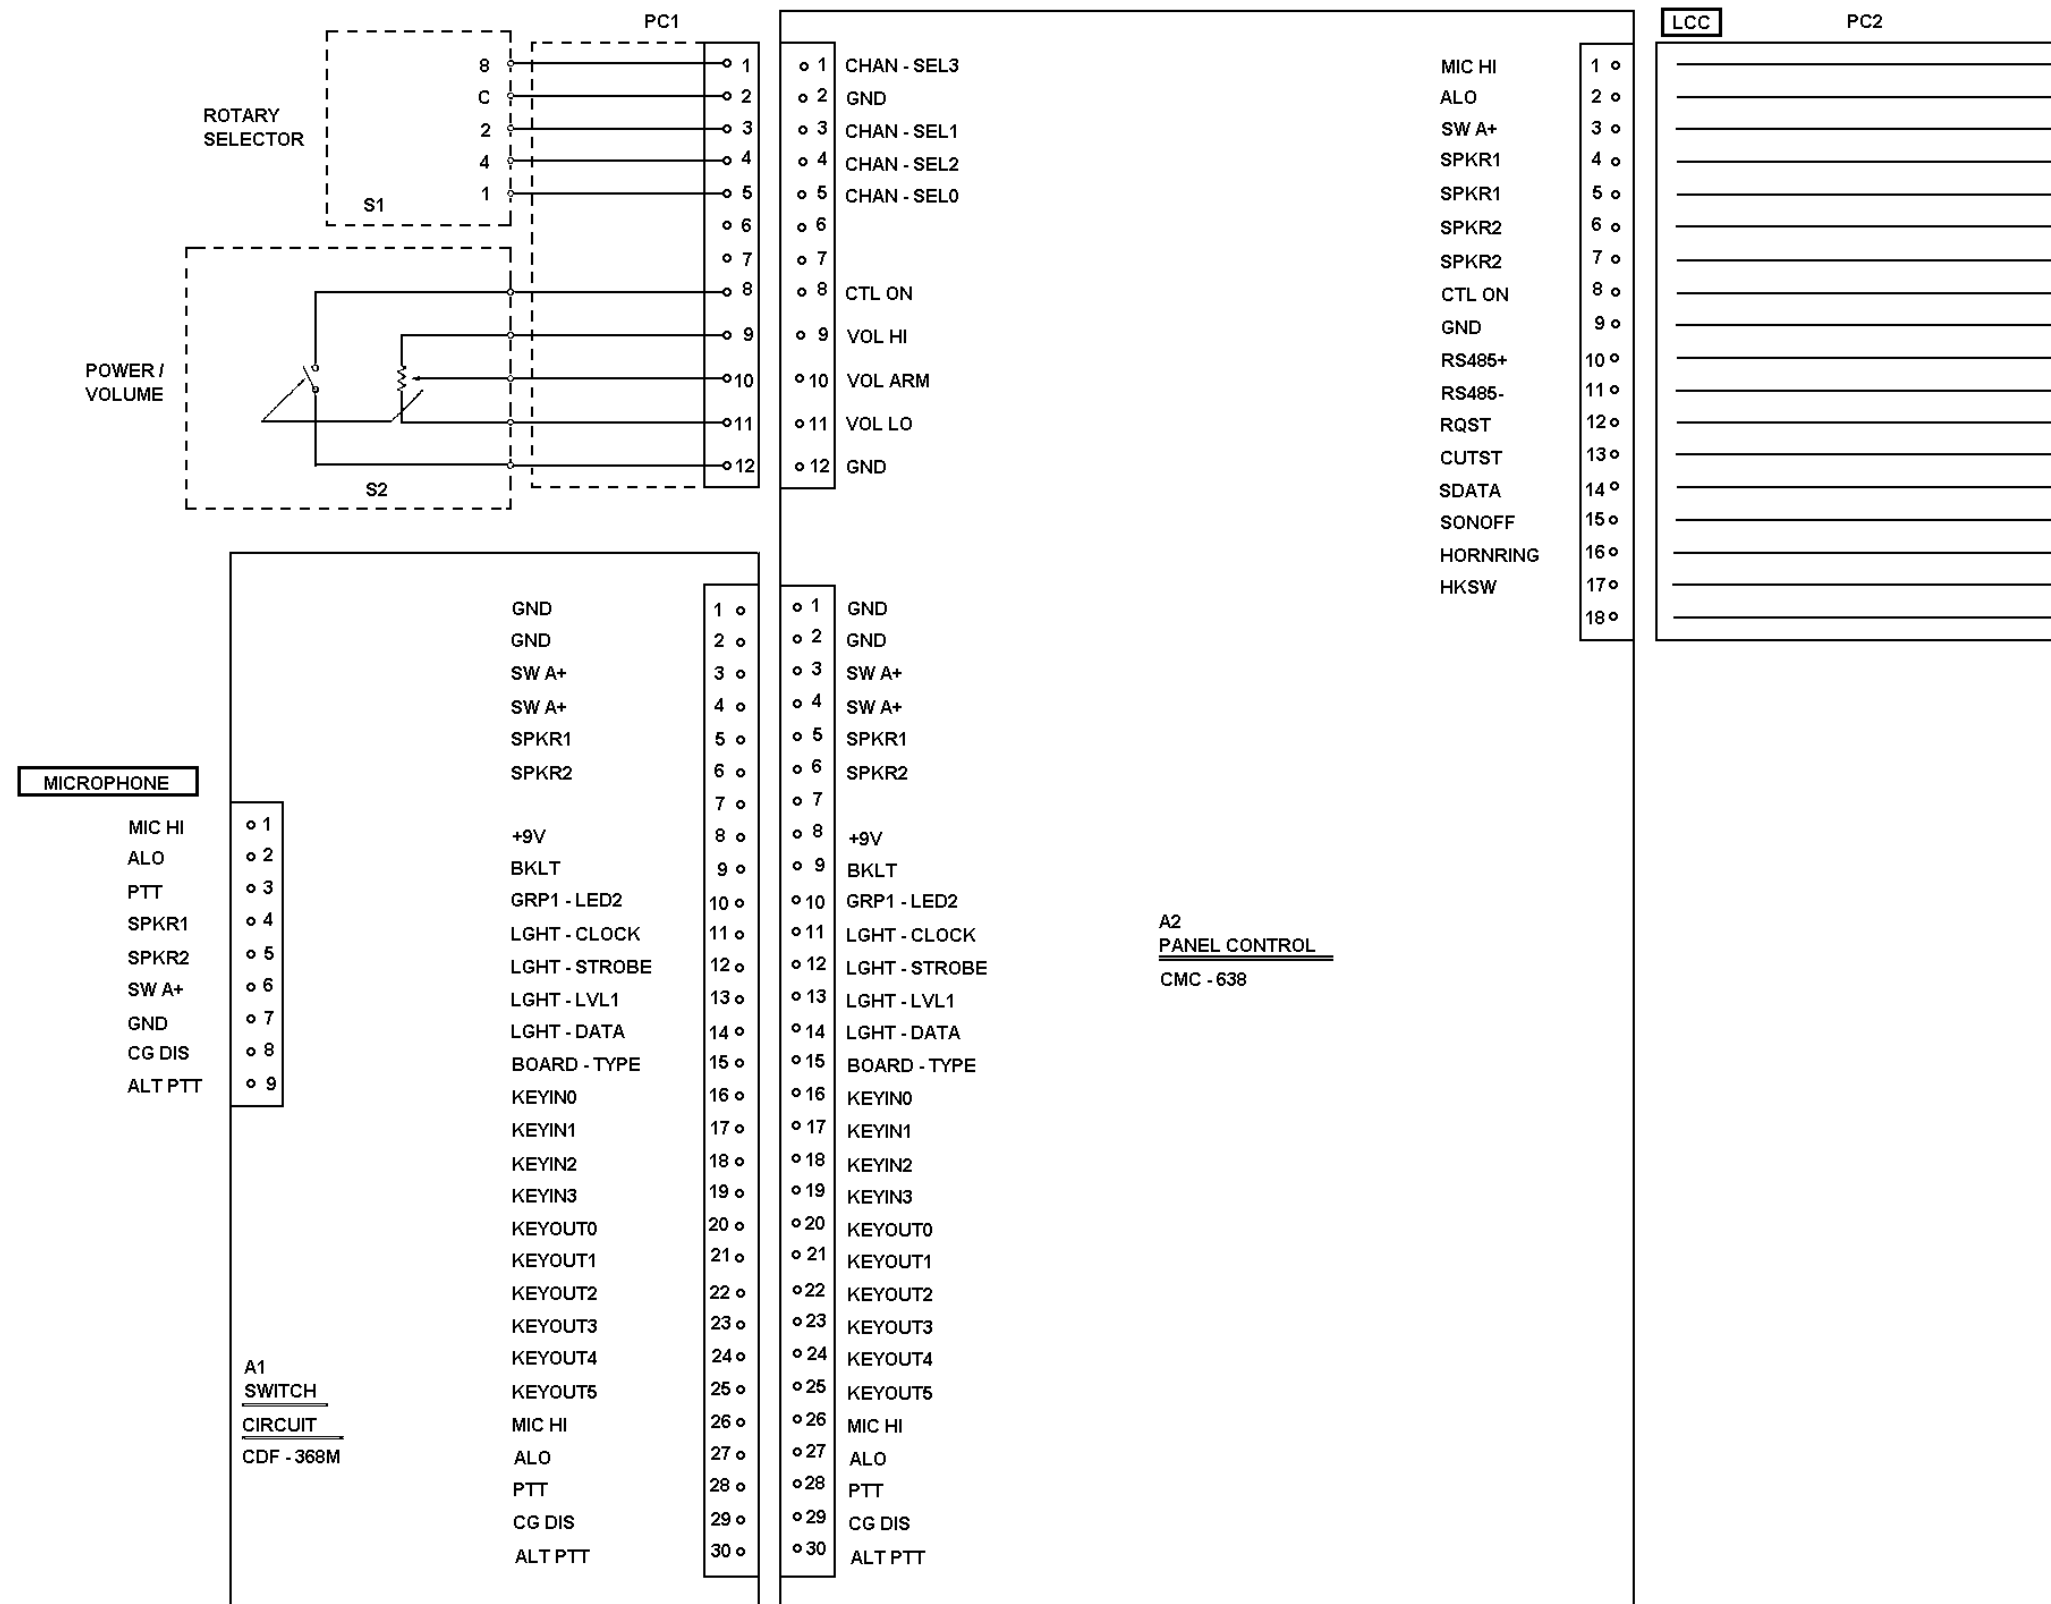 PC1
LCC PC2
ROTARY
SELECTOR
S1
8
C
2
4
1
1
2
3
4
5
6
7
8
9
10
11
12
POWER /
VOLUME
S2
1 CHAN - SEL3
2 GND
3 CHAN - SEL1
4 CHAN - SEL2
5 CHAN - SEL0
6
7
8 CTL ON
9 VOL HI
10 VOL ARM
11 VOL LO
12 GND
MIC HI 1
ALO 2
SW A+ 3
SPKR1 4
SPKR1 5
SPKR2 6
SPKR2 7
CTL ON 8
GND 9
RS485+ 10
RS485- 11
RQST 12
CUTST 13
SDATA 14
SONOFF 15
HORNRING 16
HKSW 17
18
MICROPHONE
MIC HI 1
ALO 2
PTT 3
SPKR1 4
SPKR2 5
SW A+ 6
GND 7
CG DIS 8
ALT PTT 9
A1
SWITCH
CIRCUIT
CDF - 368M
GND 1
GND 2
SW A+ 3
SW A+ 4
SPKR1 5
SPKR2 6
7
+9V 8
BKLT 9
GRP1 - LED2 10
LGHT - CLOCK 11
LGHT - STROBE 12
LGHT - LVL1 13
LGHT - DATA 14
BOARD - TYPE 15
KEYIN0 16
KEYIN1 17
KEYIN2 18
KEYIN3 19
KEYOUT0 20
KEYOUT1 21
KEYOUT2 22
KEYOUT3 23
KEYOUT4 24
KEYOUT5 25
MIC HI 26
ALO 27
PTT 28
CG DIS 29
ALT PTT 30
1 GND
2 GND
3 SW A+
4 SW A+
5 SPKR1
6 SPKR2
7
8 +9V
9 BKLT
10 GRP1 - LED2
11 LGHT - CLOCK
12 LGHT - STROBE
13 LGHT - LVL1
14 LGHT - DATA
15 BOARD - TYPE
16 KEYIN0
17 KEYIN1
18 KEYIN2
19 KEYIN3
20 KEYOUT0
21 KEYOUT1
22 KEYOUT2
23 KEYOUT3
24 KEYOUT4
25 KEYOUT5
26 MIC HI
27 ALO
28 PTT
29 CG DIS
30 ALT PTT
A2
PANEL CONTROL
CMC - 638